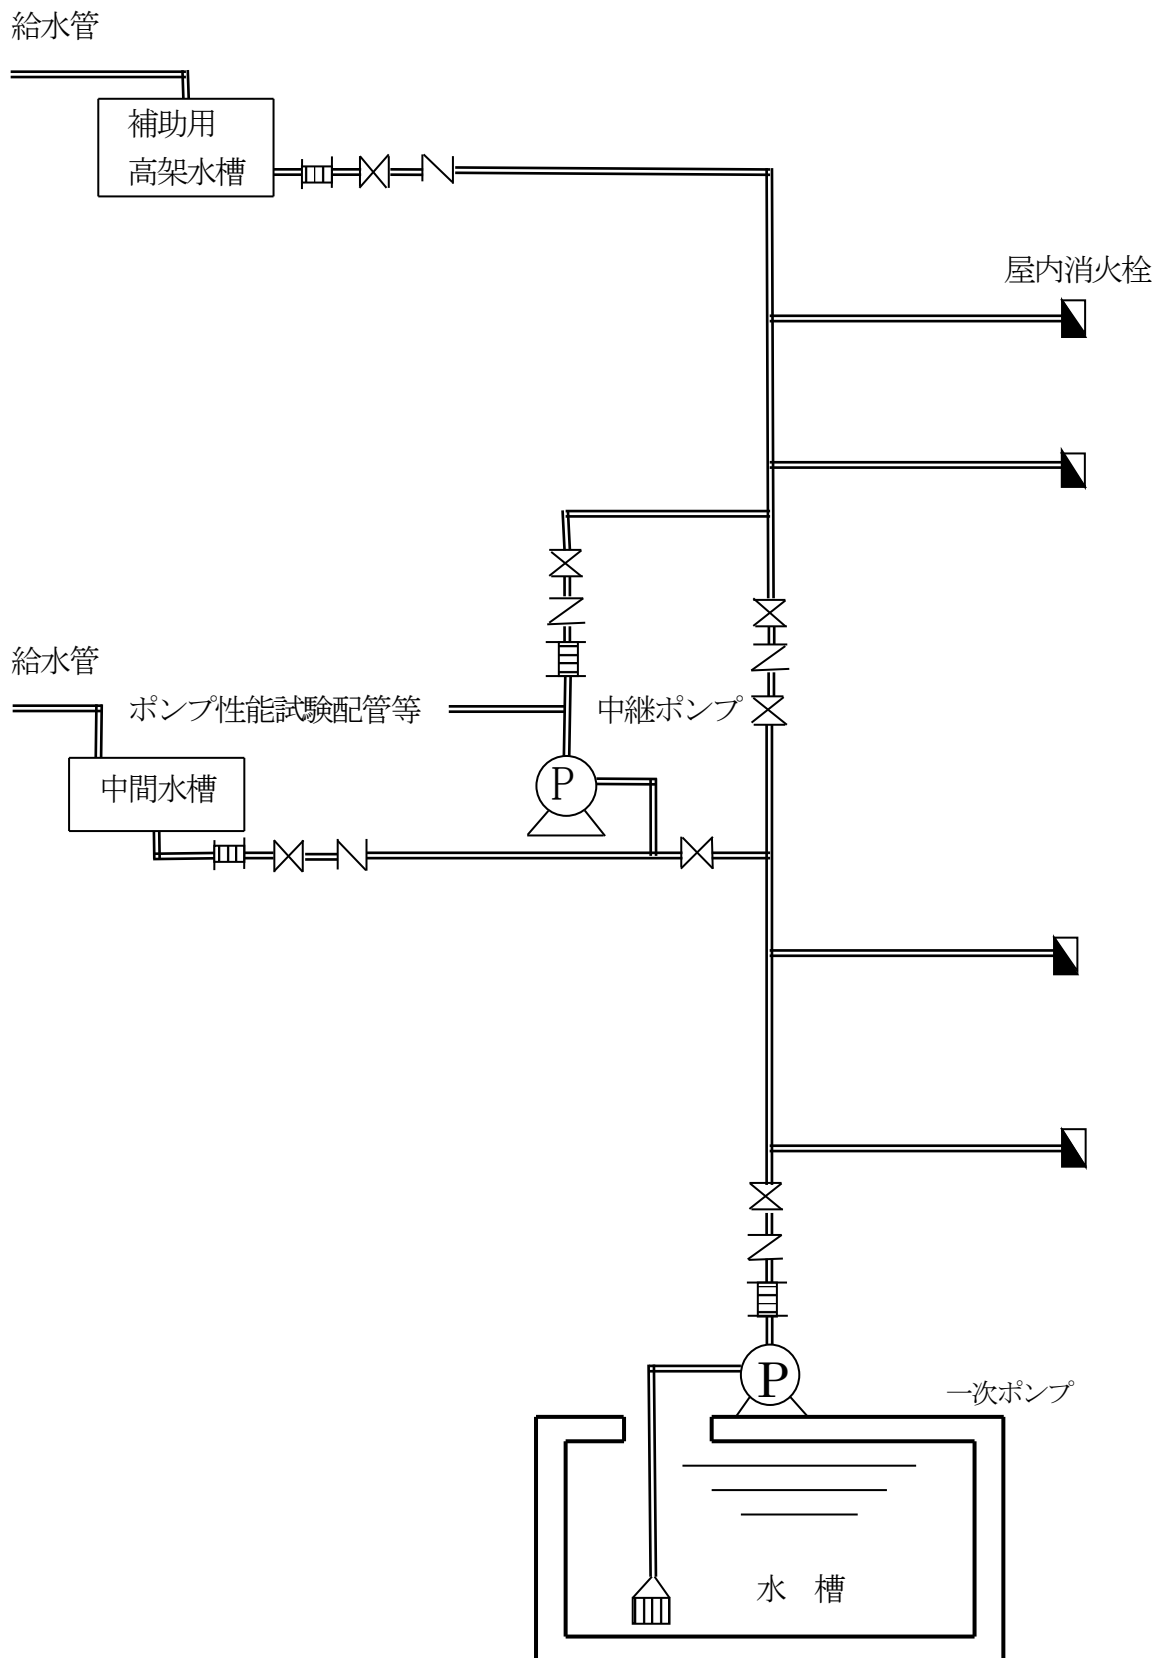 給水管
補助用
高架水槽
屋内消火栓
給水管
ポンプ性能試験配管等
中継ポンプ
中間水槽
P
P
一次ポンプ
水　槽